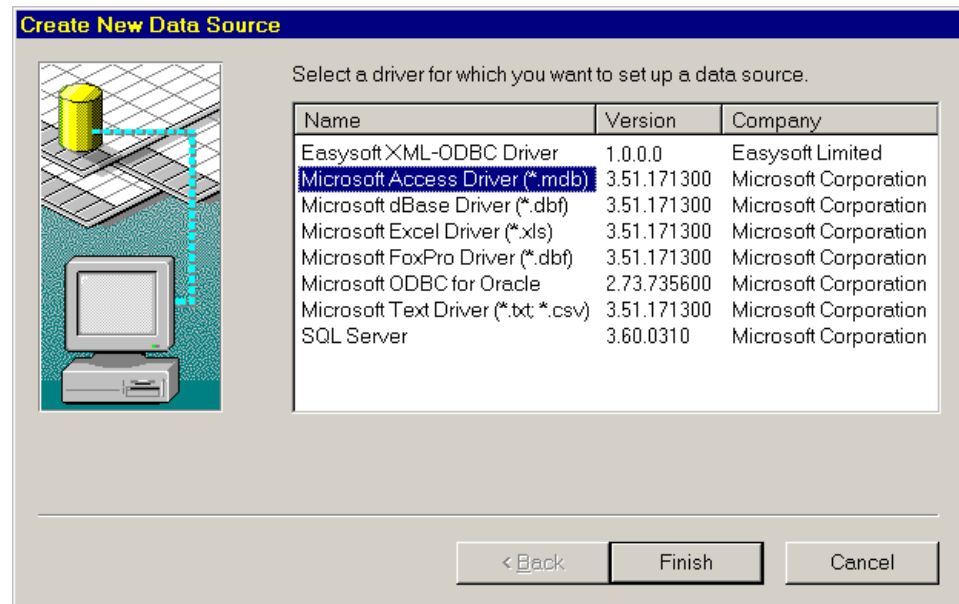 Create New Data Source
Select a driver for which you want to set up a data source.
Name Version Company
Easysoft XML-ODBC Driver 1.0.0.0 Easysoft Limited
Microsoft Access Driver (*.mdb) 3.51.171300 Microsoft Corporation
Microsoft dBase Driver (*.dbf) 3.51.171300 Microsoft Corporation
Microsoft Excel Driver (*.xls) 3.51.171300 Microsoft Corporation
Microsoft FoxPro Driver (*.dbf) 3.51.171300 Microsoft Corporation
Microsoft ODBC for Oracle 2.73.735600 Microsoft Corporation
Microsoft Text Driver (*.txt; *.csv) 3.51.171300 Microsoft Corporation
SQL Server 3.60.0310 Microsoft Corporation
< Back Finish Cancel